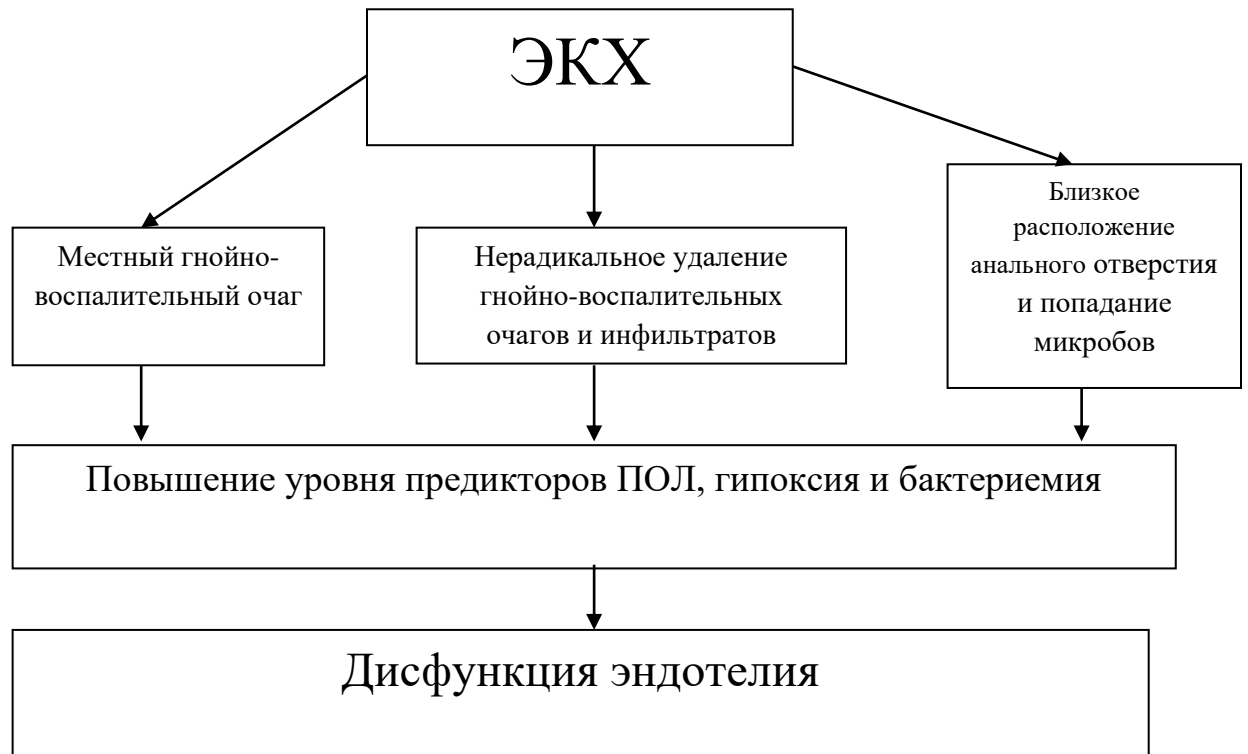 ЭКХ
Местный гнойно-
воспалительный очаг
Нерадикальное удаление
гнойно-воспалительных
очагов и инфильтратов
Близкое
расположение
анального отверстия
и попадание
микробов
Повышение уровня предикторов ПОЛ, гипоксия и бактериемия
Дисфункция эндотелия